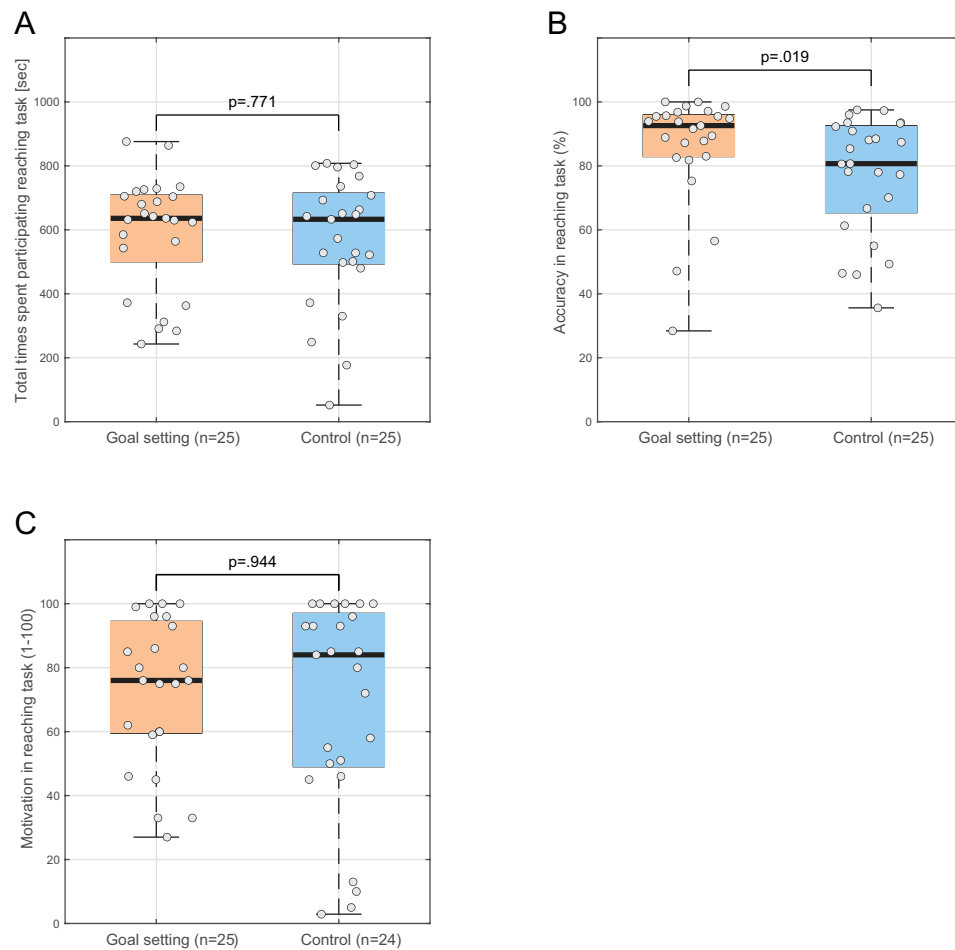 A
Total times spent participating reaching task [sec]
p=.771
1000
800
600
400
200
0
Goal setting (n=25)
Control (n=25)
B
Accuracy in reaching task (%)
p=.019
100
80
60
40
20
0
Goal setting (n=25)
Control (n=25)
C
Motivation in reaching task (1-100)
p=.944
100
80
60
40
20
0
Goal setting (n=25)
Control (n=24)